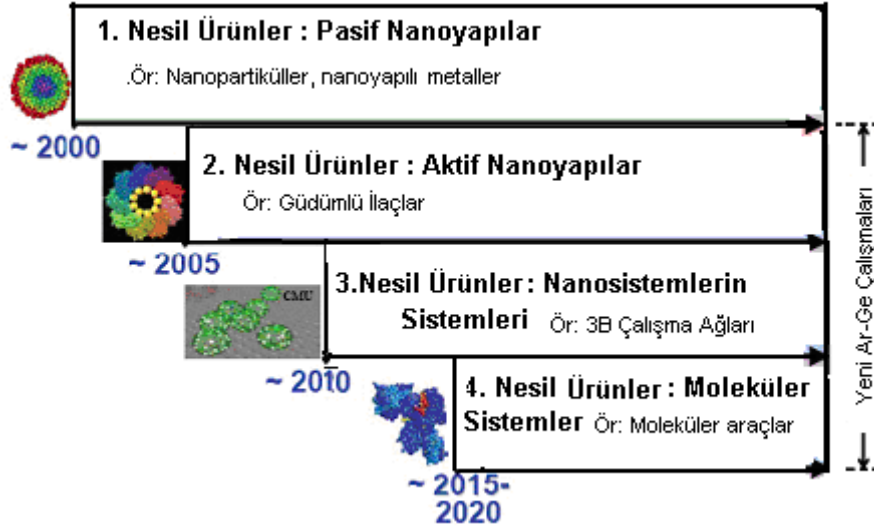 1. Nesil Ürünler : Pasif Nanoyapılar
.Ör: Nanopartiküller, nanoyapılı metaller
~ 2000
2. Nesil Ürünler : Aktif Nanoyapılar
Ör: Güdümlü İlaçlar
~ 2005
3.Nesil Ürünler : Nanosistemlerin
Sistemleri Ör: 3B Çalışma Ağları
CMU
~ 2010
4. Nesil Ürünler : Moleküler
Sistemler Ör: Moleküler araçlar
~ 2015-
2020
Yeni Ar-Ge Çalışmaları